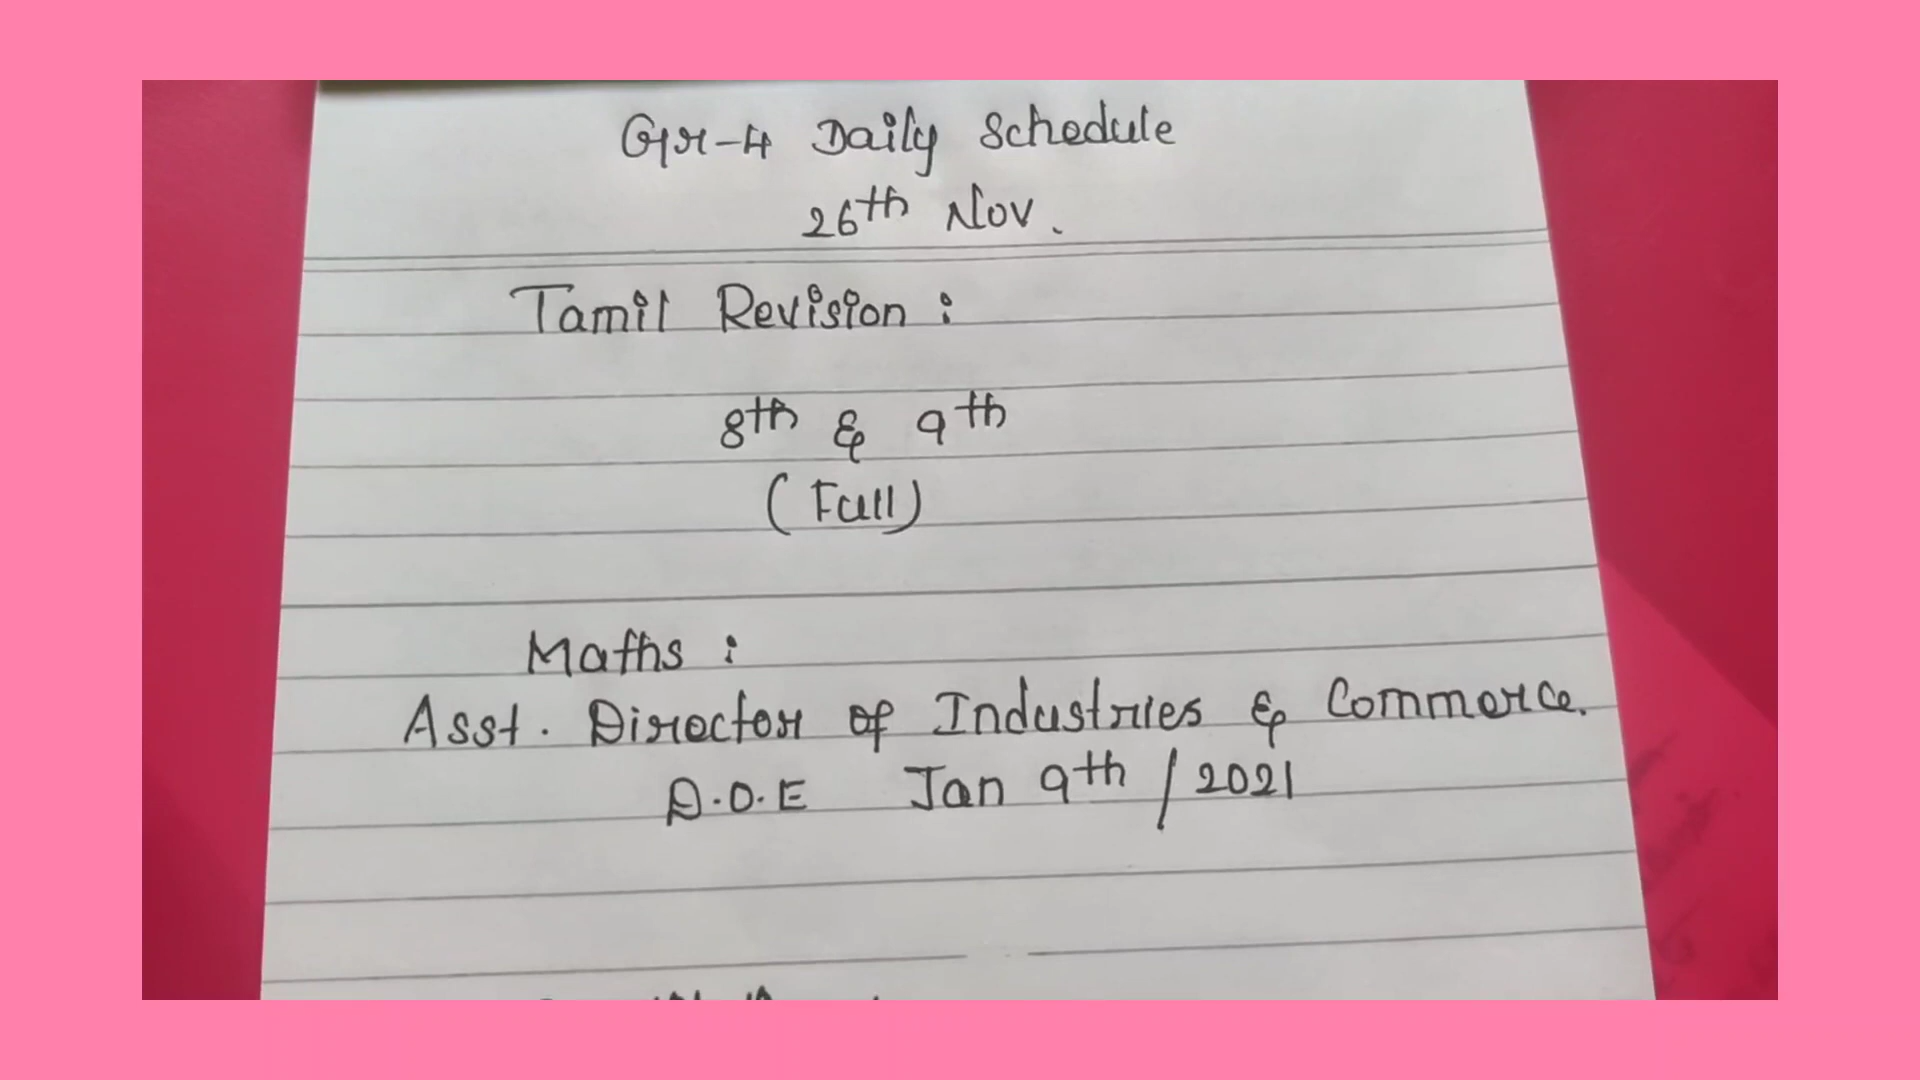 Gr-4 Daily Schedule
26th Nov.
Tamil Revision :
8th & 9th
(Full)
Maths :
Asst. Director of Industries & Commerce.
D.O.E Jan 9th / 2021